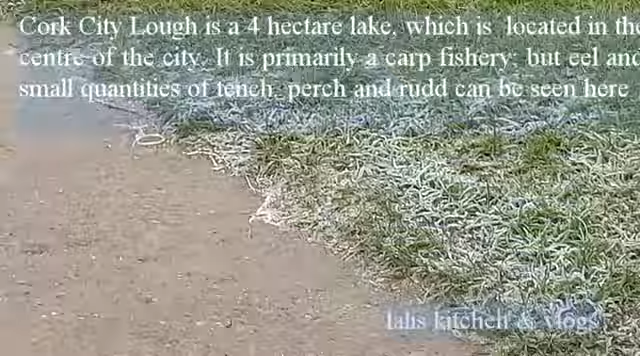 Cork City Lough is a 4 hectare lake, which is located in the
centre of the city. It is primarily a carp fishery; but eel and
small quantities of tench, perch and rudd can be seen here
lalis kitchen & vlogs